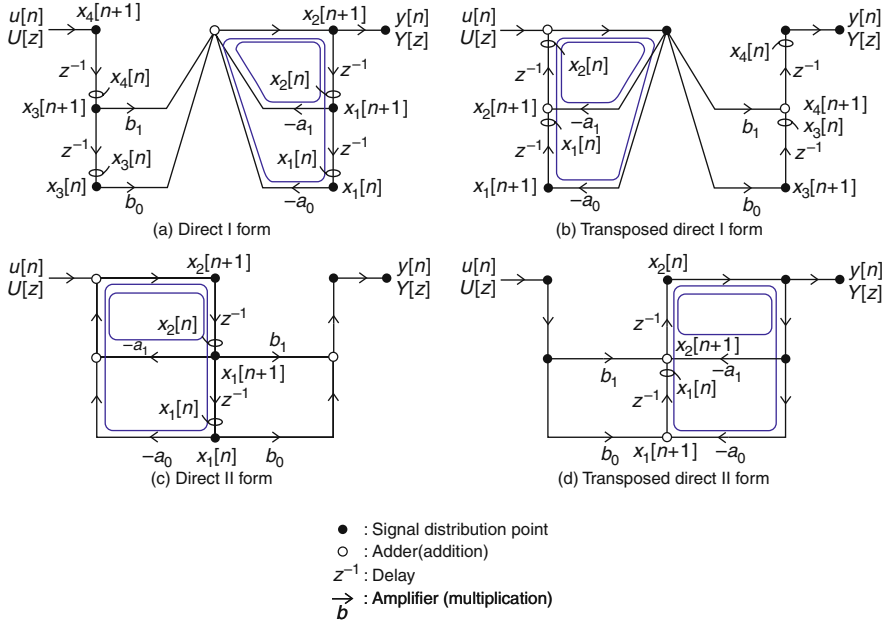 u[n]
U[z]
x4[n+1]
z−1
x4[n]
x3[n+1]
b1
z−1
x3[n]
x3[n]
b0
x2[n+1]
y[n]
Y[z]
x2[n]
z−1
x1[n+1]
−a1
x1[n]
z−1
x1[n]
−a0
(a) Direct I form
u[n]
U[z]
z−1
x2[n]
x2[n+1]
−a1
z−1
x1[n]
x1[n+1]
−a0
x4[n]
y[n]
Y[z]
z−1
x4[n+1]
b1
x3[n]
z−1
b0
x3[n+1]
(b) Transposed direct I form
u[n]
U[z]
x2[n+1]
y[n]
Y[z]
x2[n]
z−1
−a1
b1
x1[n+1]
x1[n]
z−1
−a0
x1[n]
b0
(c) Direct II form
u[n]
U[z]
x2[n]
y[n]
Y[z]
z−1
x2[n+1]
b1
−a1
x1[n]
z−1
b0
x1[n+1]
−a0
(d) Transposed direct II form
: Signal distribution point
: Adder(addition)
z−1 : Delay
b : Amplifier (multiplication)